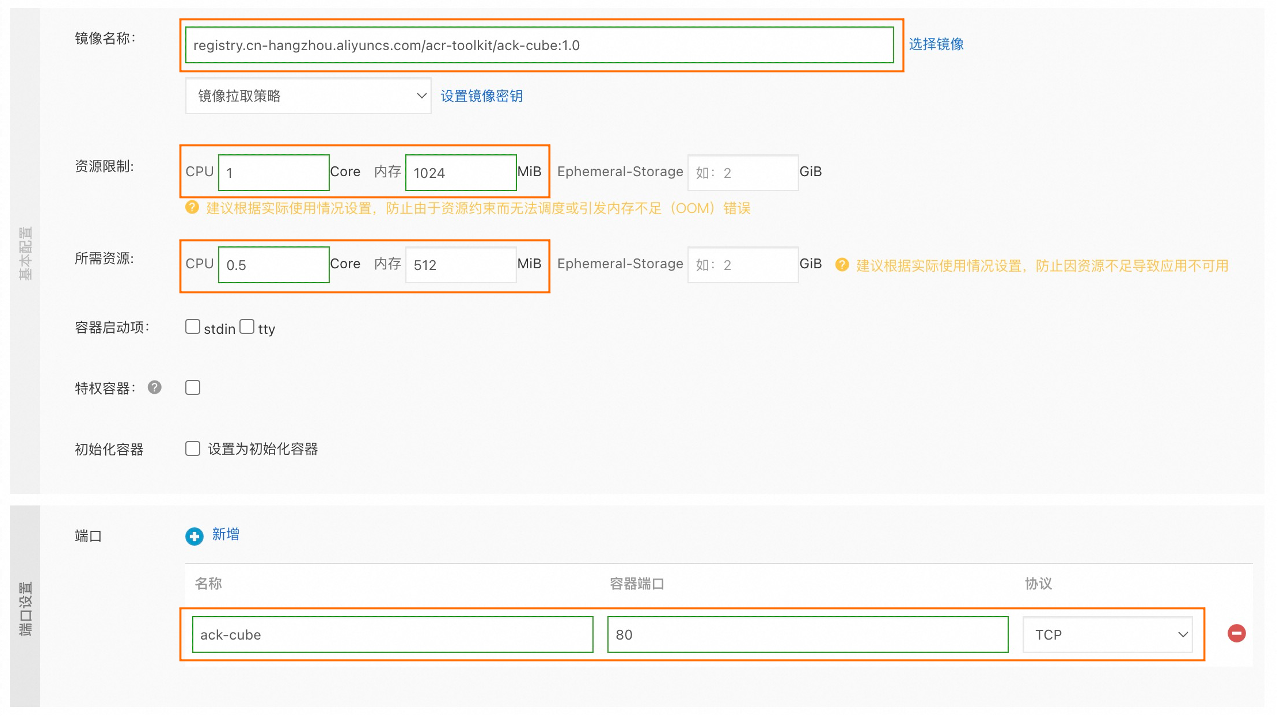 基本配置
镜像名称：
registry.cn-hangzhou.aliyuncs.com/acr-toolkit/ack-cube:1.0
选择镜像
镜像拉取策略
设置镜像密钥
资源限制:
CPU 1 Core 内存 1024 MiB Ephemeral-Storage 如：2 GiB
? 建议根据实际使用情况设置，防止由于资源约束而无法调度或引发内存不足（OOM）错误
所需资源:
CPU 0.5 Core 内存 512 MiB Ephemeral-Storage 如：2 GiB ? 建议根据实际使用情况设置，防止因资源不足导致应用不可用
容器启动项：
stdin tty
特权容器： ?
初始化容器 设置为初始化容器
端口设置
端口 新增
名称 容器端口 协议
ack-cube 80 TCP